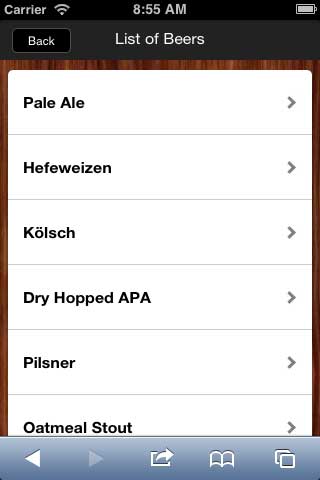 Carrier 8:55 AM
Back List of Beers
Pale Ale
Hefeweizen
Kölsch
Dry Hopped APA
Pilsner
Oatmeal Stout